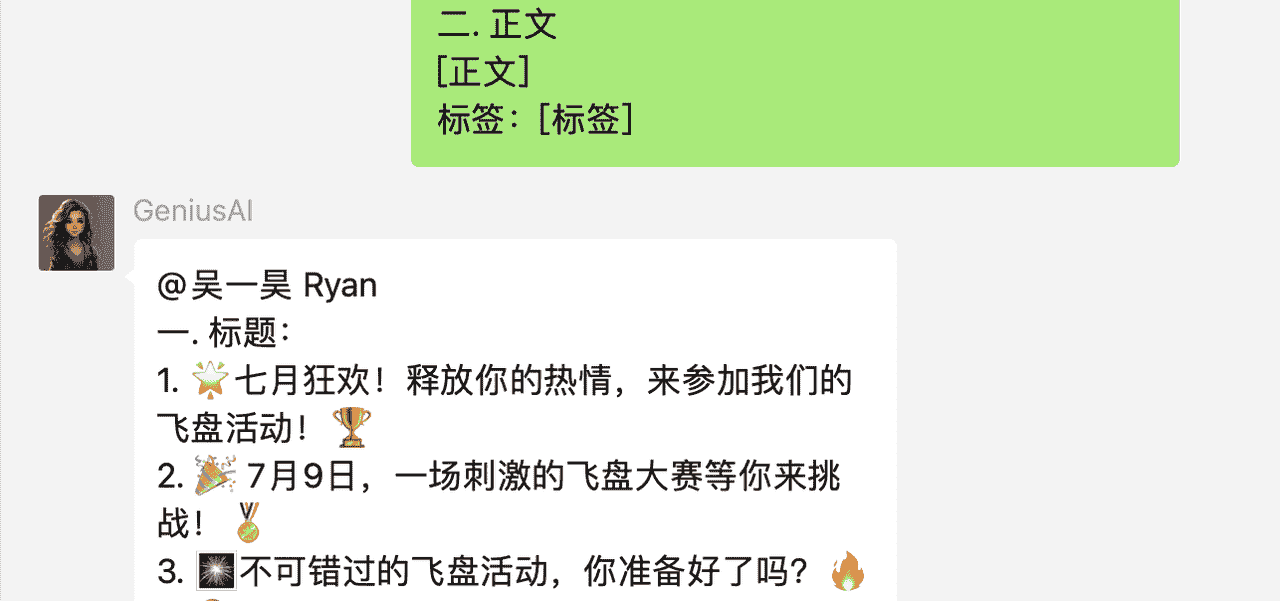 二. 正文
[正文]
标签：[标签]
GeniusAI
@吴一昊 Ryan
一. 标题：
1. 🌟七月狂欢！释放你的热情，来参加我们的
飞盘活动！🏆
2. 🎉 7月9日，一场刺激的飞盘大赛等你来挑
战！🏅
3. 🎆不可错过的飞盘活动，你准备好了吗？🔥